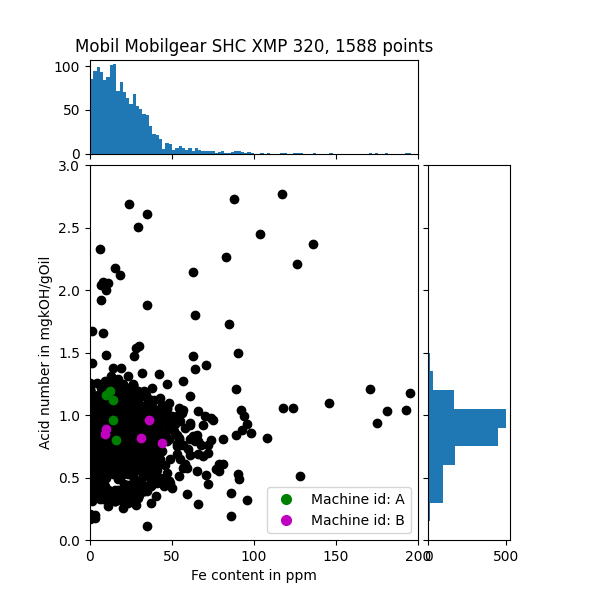 Mobil Mobilgear SHC XMP 320, 1588 points
100
50
0
3.0
2.5
2.0
1.5
1.0
0.5
0.0
Acid number in mgkOH/gOil
Machine id: A
Machine id: B
0 50 100 150 200 0 500
Fe content in ppm